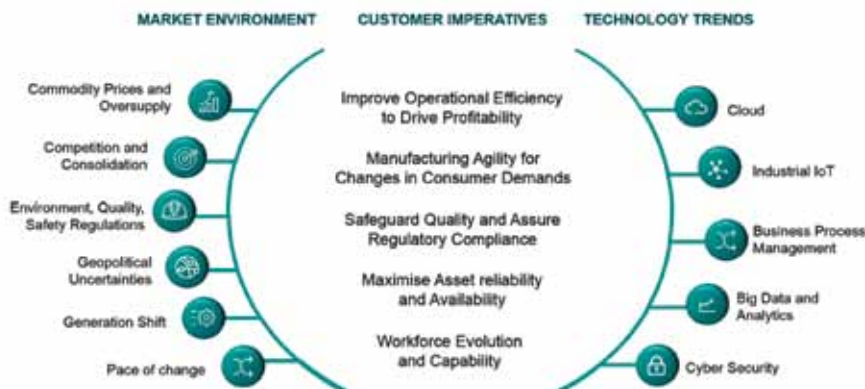 MARKET ENVIRONMENT
CUSTOMER IMPERATIVES
TECHNOLOGY TRENDS
Commodity Prices and
Oversupply
Competition and
Consolidation
Environment, Quality,
Safety Regulations
Geopolitical
Uncertainties
Generation Shift
Pace of change
Improve Operational Efficiency
to Drive Profitability
Manufacturing Agility for
Changes in Consumer Demands
Safeguard Quality and Assure
Regulatory Compliance
Maximise Asset reliability
and Availability
Workforce Evolution
and Capability
Cloud
Industrial IoT
Business Process
Management
Big Data and
Analytics
Cyber Security